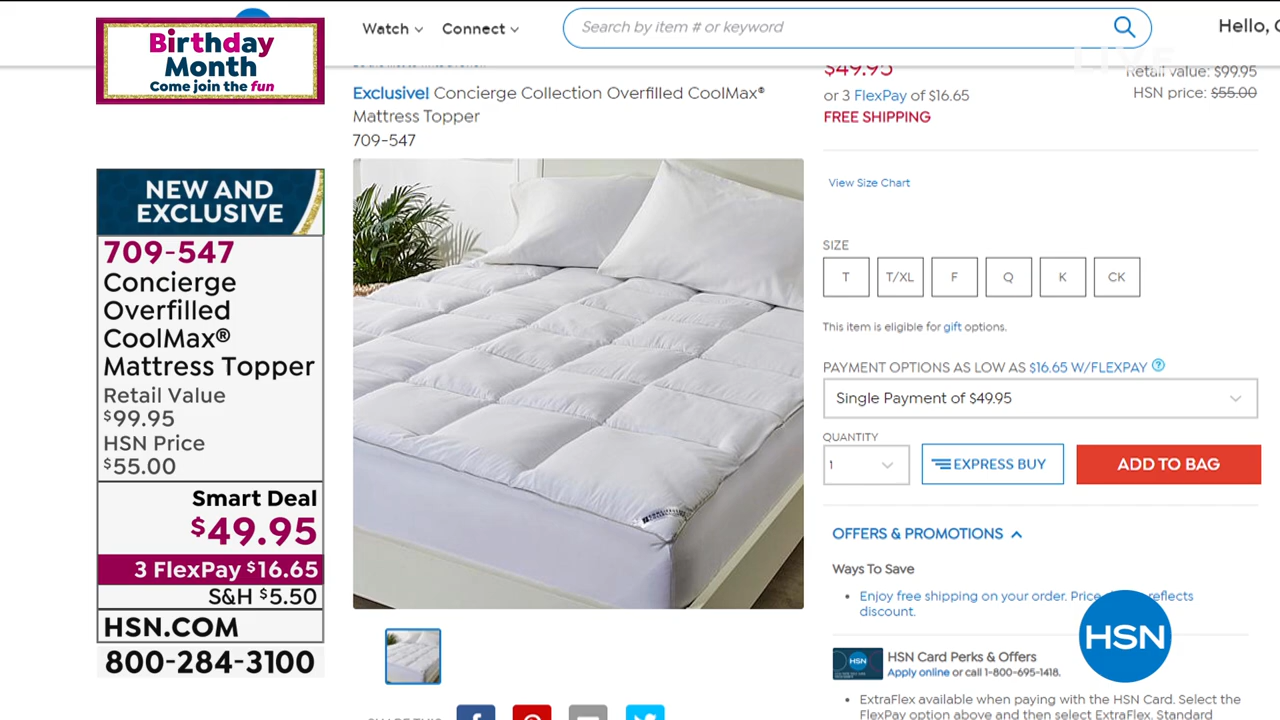 Birthday
Month
Come join the fun
Watch
Connect
Search by item # or keyword
Hello,
LIVE
NEW AND
EXCLUSIVE
709-547
Concierge
Overfilled
CoolMax®
Mattress Topper
Retail Value
$99.95
HSN Price
$55.00
Smart Deal
$49.95
3 FlexPay $16.65
S&H $5.50
HSN.COM
800-284-3100
Exclusive! Concierge Collection Overfilled CoolMax®
Mattress Topper
709-547
$49.95
Retail value: $99.95
or 3 FlexPay of $16.65
HSN price: $55.00
FREE SHIPPING
View Size Chart
SIZE
T T/XL F Q K CK
This item is eligible for gift options.
PAYMENT OPTIONS AS LOW AS $16.65 W/FLEXPAY ?
Single Payment of $49.95
QUANTITY
1
EXPRESS BUY
ADD TO BAG
OFFERS & PROMOTIONS
Ways To Save
• Enjoy free shipping on your order. Price reflects
discount.
HSN
HSN
HSN Card Perks & Offers
Apply online or call 1-800-695-1418.
• ExtraFlex available when paying with the HSN Card. Select the
FlexPay option above and then select ExtraFlex. Standard